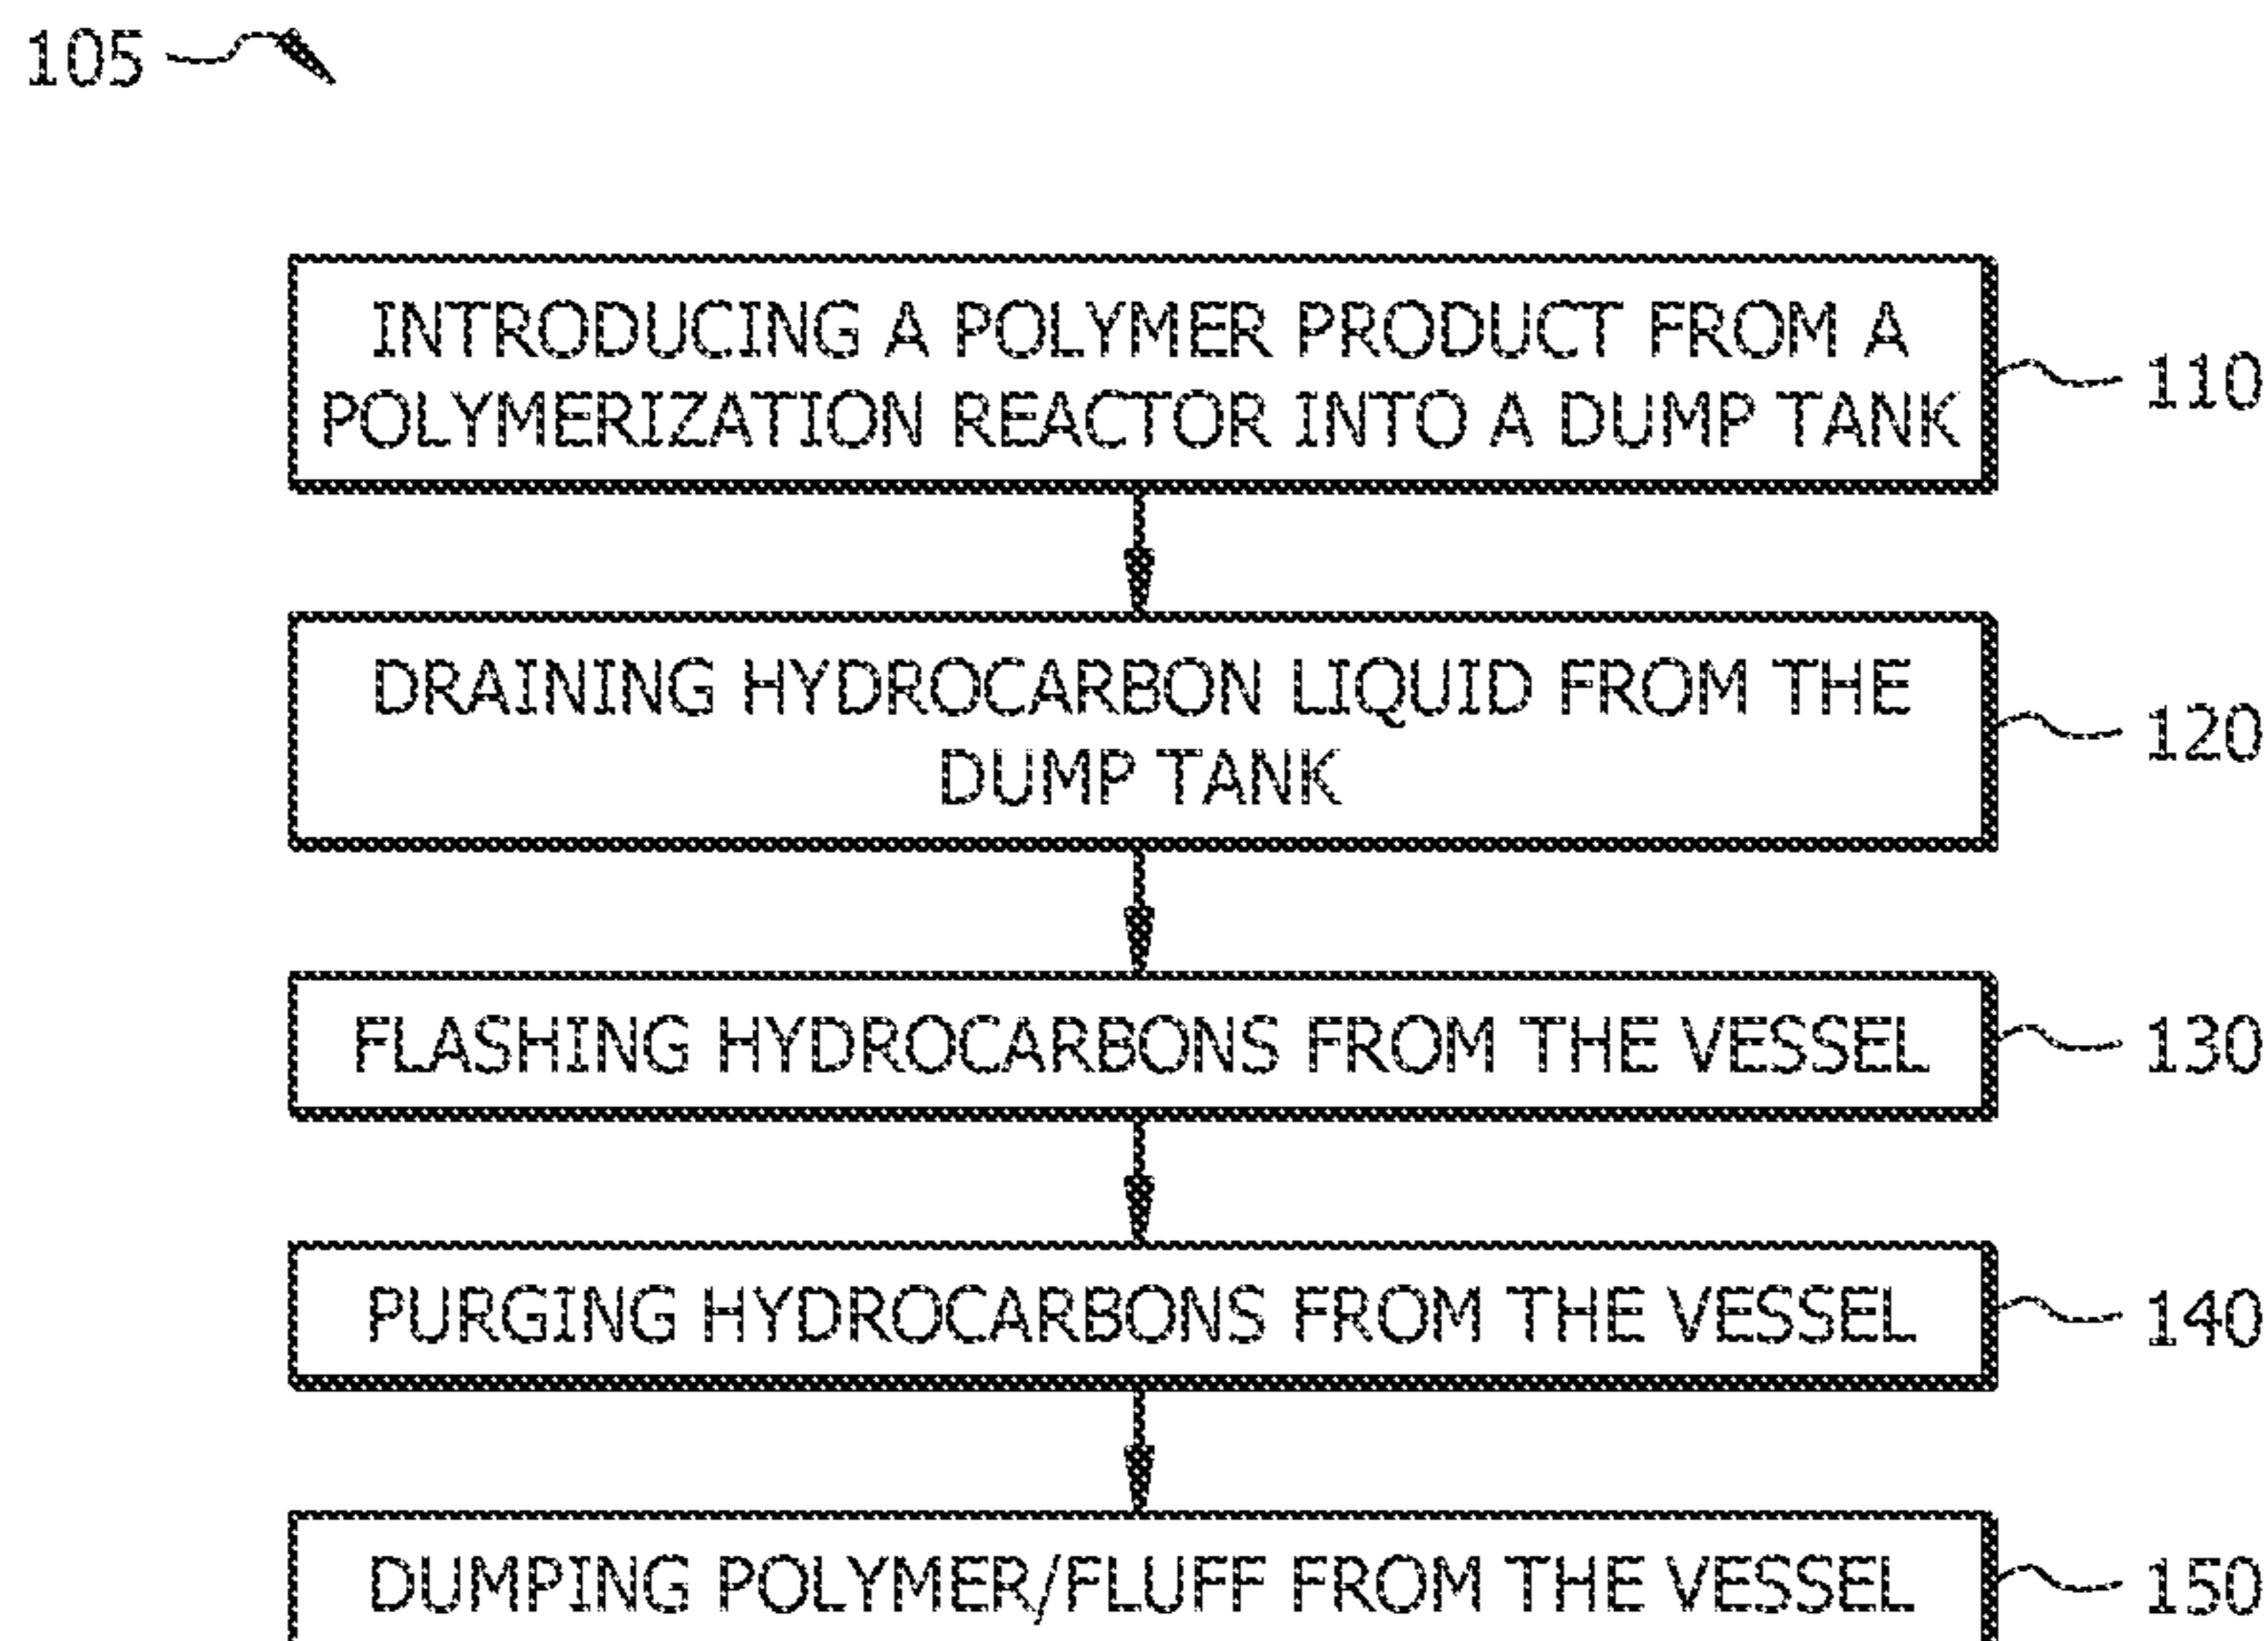 105
INTRODUCING A POLYMER PRODUCT FROM A
POLYMERIZATION REACTOR INTO A DUMP TANK
110
DRAINING HYDROCARBON LIQUID FROM THE
DUMP TANK
120
FLASHING HYDROCARBONS FROM THE VESSEL
130
PURGING HYDROCARBONS FROM THE VESSEL
140
DUMPING POLYMER/FLUFF FROM THE VESSEL
150